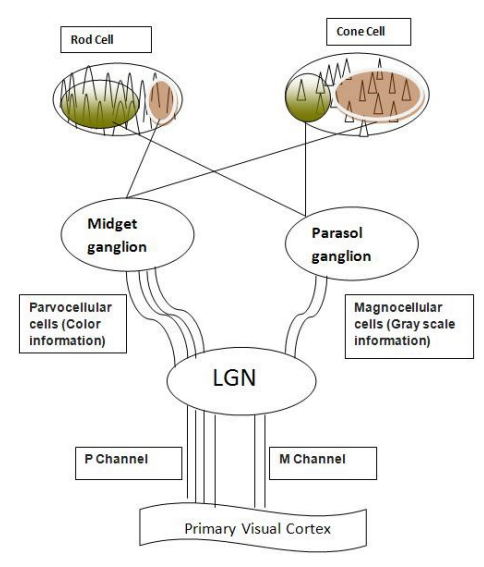 Rod Cell
Cone Cell
Midget
ganglion
Parasol
ganglion
Parvocellular
cells (Color
information)
Magnocellular
cells (Gray scale
information)
LGN
P Channel
M Channel
Primary Visual Cortex